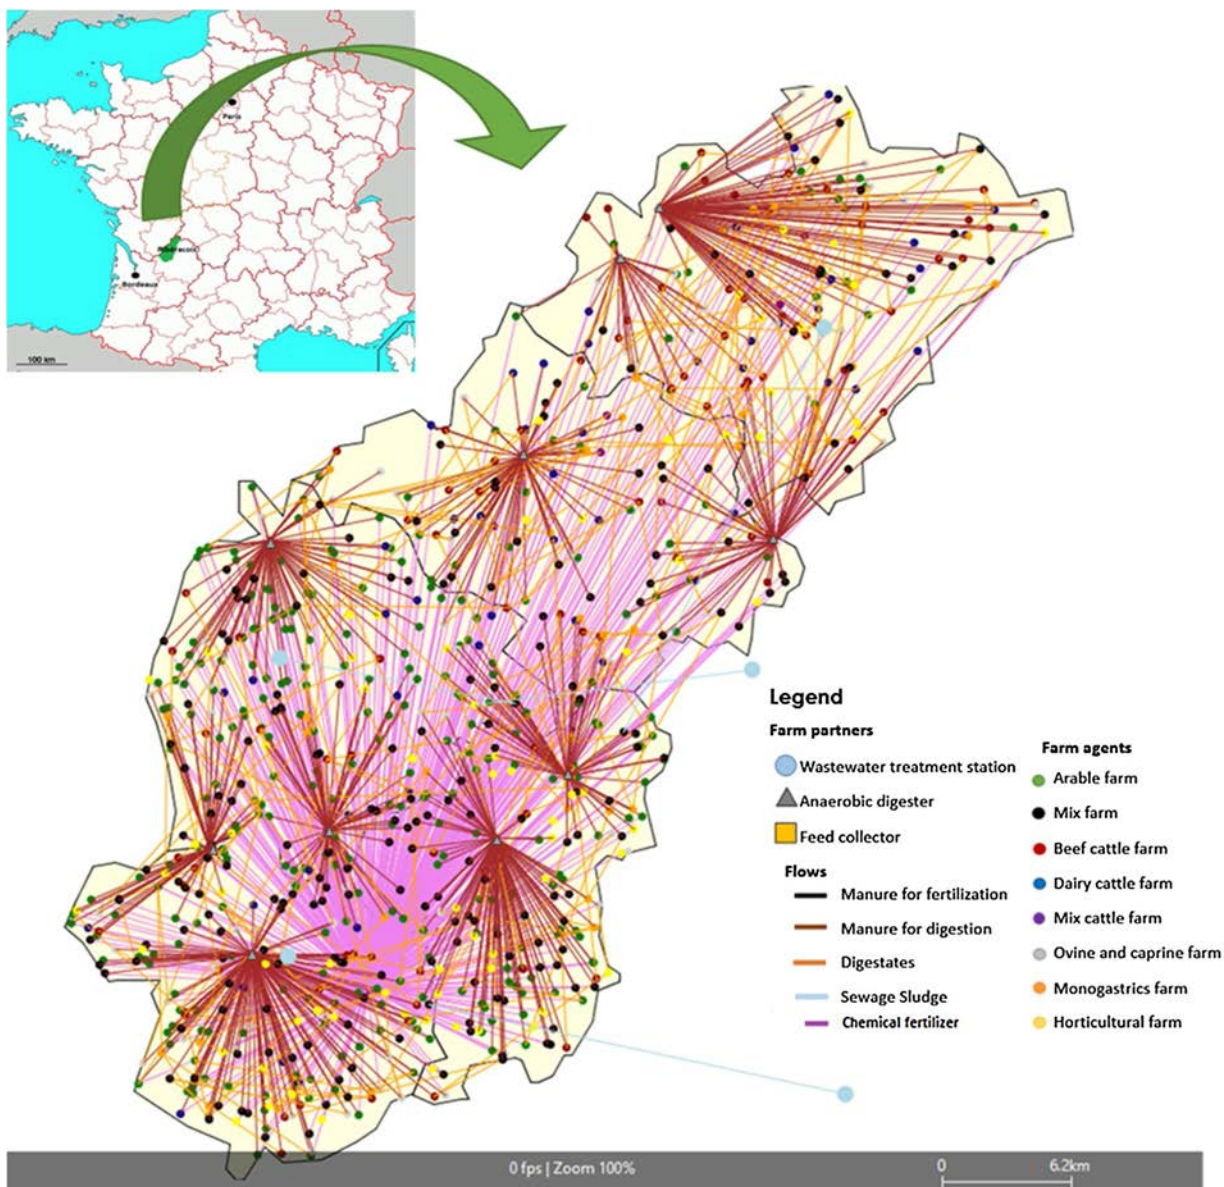 Paris
Bordeaux
100 km
Legend
Farm partners
Wastewater treatment station
Anaerobic digester
Feed collector
Flows
Manure for fertilization
Manure for digestion
Digestates
Sewage Sludge
Chemical fertilizer
Farm agents
Arable farm
Mix farm
Beef cattle farm
Dairy cattle farm
Mix cattle farm
Ovine and caprine farm
Monogastrics farm
Horticultural farm
0 fps | Zoom 100%
0
6.2km